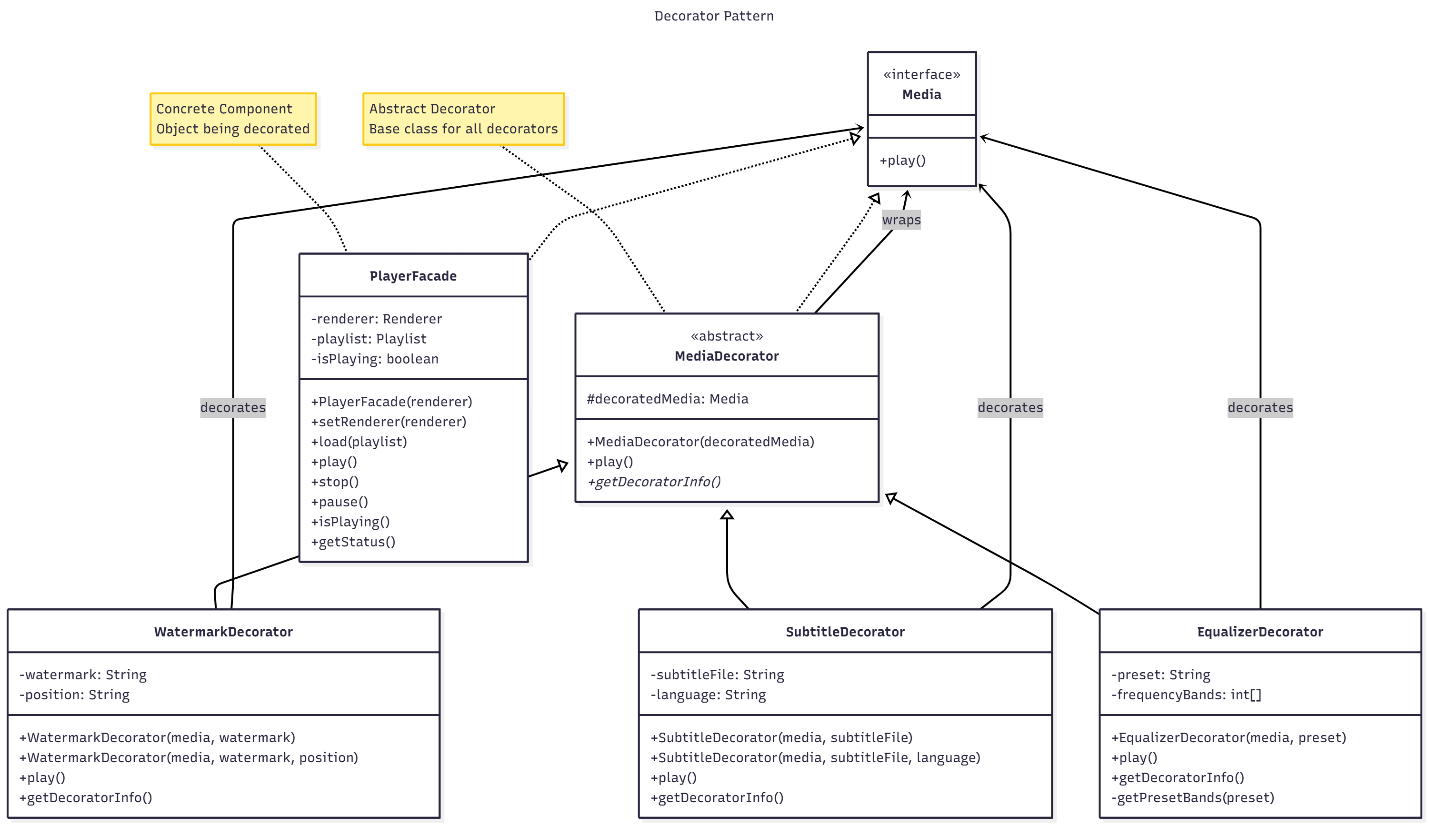 Decorator Pattern
«interface»
Media
+play()
Concrete Component
Object being decorated
Abstract Decorator
Base class for all decorators
wraps
PlayerFacade
-renderer: Renderer
-playlist: Playlist
-isPlaying: boolean
+PlayerFacade(renderer)
+setRenderer(renderer)
+load(playlist)
+play()
+stop()
+pause()
+isPlaying()
+getStatus()
«abstract»
MediaDecorator
#decoratedMedia: Media
+MediaDecorator(decoratedMedia)
+play()
+getDecoratorInfo()
decorates
decorates
decorates
WatermarkDecorator
-watermark: String
-position: String
+WatermarkDecorator(media, watermark)
+WatermarkDecorator(media, watermark, position)
+play()
+getDecoratorInfo()
SubtitleDecorator
-subtitleFile: String
-language: String
+SubtitleDecorator(media, subtitleFile)
+SubtitleDecorator(media, subtitleFile, language)
+play()
+getDecoratorInfo()
EqualizerDecorator
-preset: String
-frequencyBands: int[]
+EqualizerDecorator(media, preset)
+play()
+getDecoratorInfo()
-getPresetBands(preset)